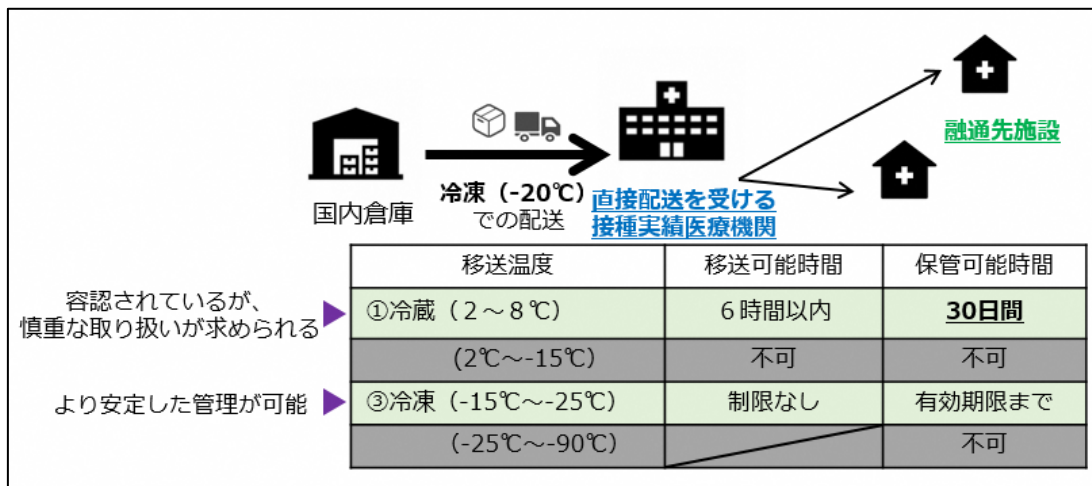 融通先施設
国内倉庫
冷凍（-20℃）
での配送
直接配送を受ける
接種実績医療機関
移送温度 移送可能時間 保管可能時間
容認されているが、
慎重な取り扱いが求められる
①冷蔵（２～８℃） ６時間以内 30日間
(2℃～-15℃) 不可 不可
より安定した管理が可能
③冷凍（-15℃～-25℃） 制限なし 有効期限まで
（-25℃～-90℃） 不可